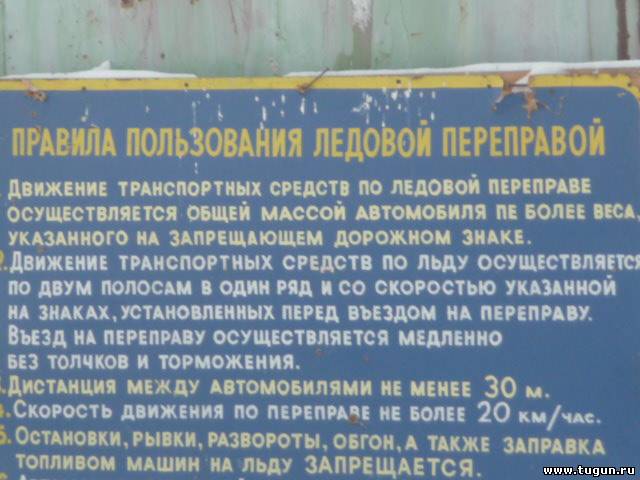 ПРАВИЛА ПОЛЬЗОВАНИЯ ЛЕДОВОЙ ПЕРЕПРАВОЙ
ДВИЖЕНИЕ ТРАНСПОРТНЫХ СРЕДСТВ ПО ЛЕДОВОЙ ПЕРЕПРАВЕ
ОСУЩЕСТВЛЯЕТСЯ ОБЩЕЙ МАССОЙ АВТОМОБИЛЯ ПЕ БОЛЕЕ ВЕСА,
УКАЗАННОГО НА ЗАПРЕЩАЮЩЕМ ДОРОЖНОМ ЗНАКЕ.
2. ДВИЖЕНИЕ ТРАНСПОРТНЫХ СРЕДСТВ ПО ЛЬДУ ОСУЩЕСТВЛЯЕТСЯ
ПО ДВУМ ПОЛОСАМ В ОДИН РЯД И СО СКОРОСТЬЮ УКАЗАННОЙ
НА ЗНАКАХ, УСТАНОВЛЕННЫХ ПЕРЕД ВЪЕЗДОМ НА ПЕРЕПРАВУ.
ВЪЕЗД НА ПЕРЕПРАВУ ОСУЩЕСТВЛЯЕТСЯ МЕДЛЕННО
БЕЗ ТОЛЧКОВ И ТОРМОЖЕНИЯ.
3. ДИСТАНЦИЯ МЕЖДУ АВТОМОБИЛЯМИ НЕ МЕНЕЕ 30 М.
4. СКОРОСТЬ ДВИЖЕНИЯ ПО ПЕРЕПРАВЕ НЕ БОЛЕЕ 20 КМ/ЧАС.
5. ОСТАНОВКИ, РЫВКИ, РАЗВОРОТЫ, ОБГОН, А ТАКЖЕ ЗАПРАВКА
ТОПЛИВОМ МАШИН НА ЛЬДУ ЗАПРЕЩАЕТСЯ.
www.tugun.ru